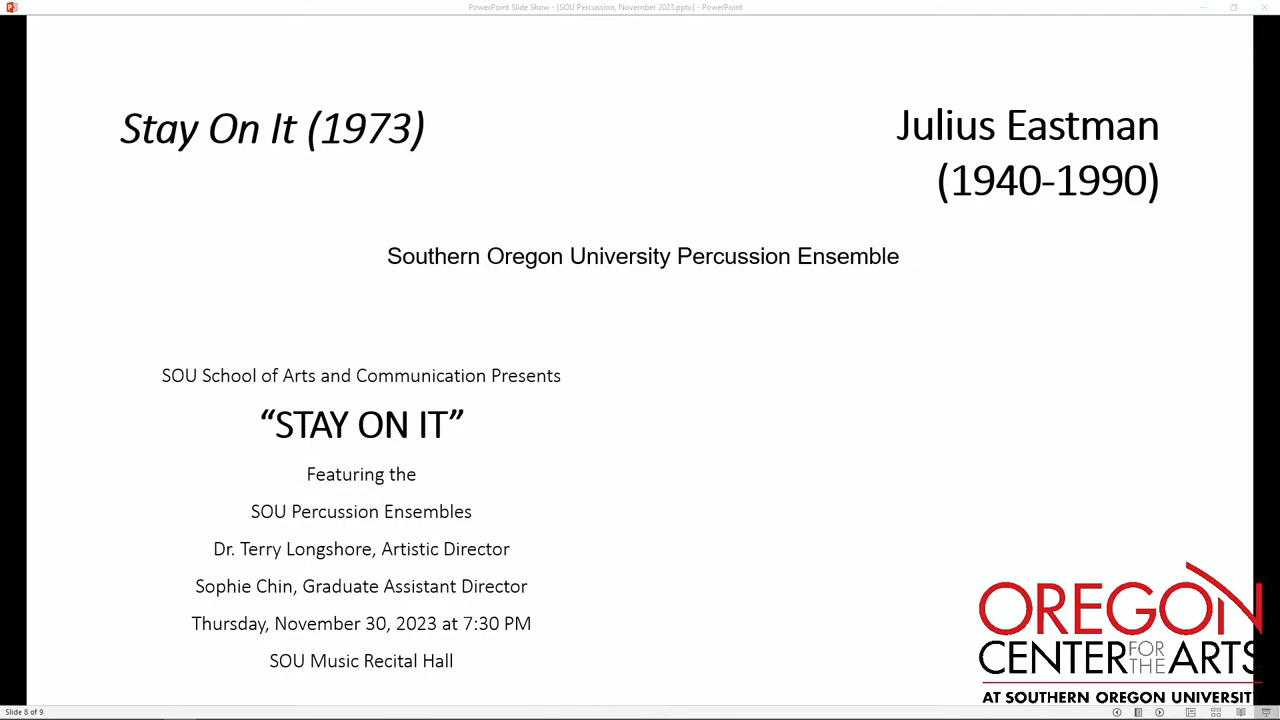 PowerPoint Slide Show - [SOU Percussion, November 2023.pptx] - PowerPoint
Stay On It (1973)
Julius Eastman
(1940-1990)
Southern Oregon University Percussion Ensemble
SOU School of Arts and Communication Presents
“STAY ON IT”
Featuring the
SOU Percussion Ensembles
Dr. Terry Longshore, Artistic Director
Sophie Chin, Graduate Assistant Director
Thursday, November 30, 2023 at 7:30 PM
SOU Music Recital Hall
OREGON
CENTER FOR THE ARTS
AT SOUTHERN OREGON UNIVERSITY
Slide 8 of 9